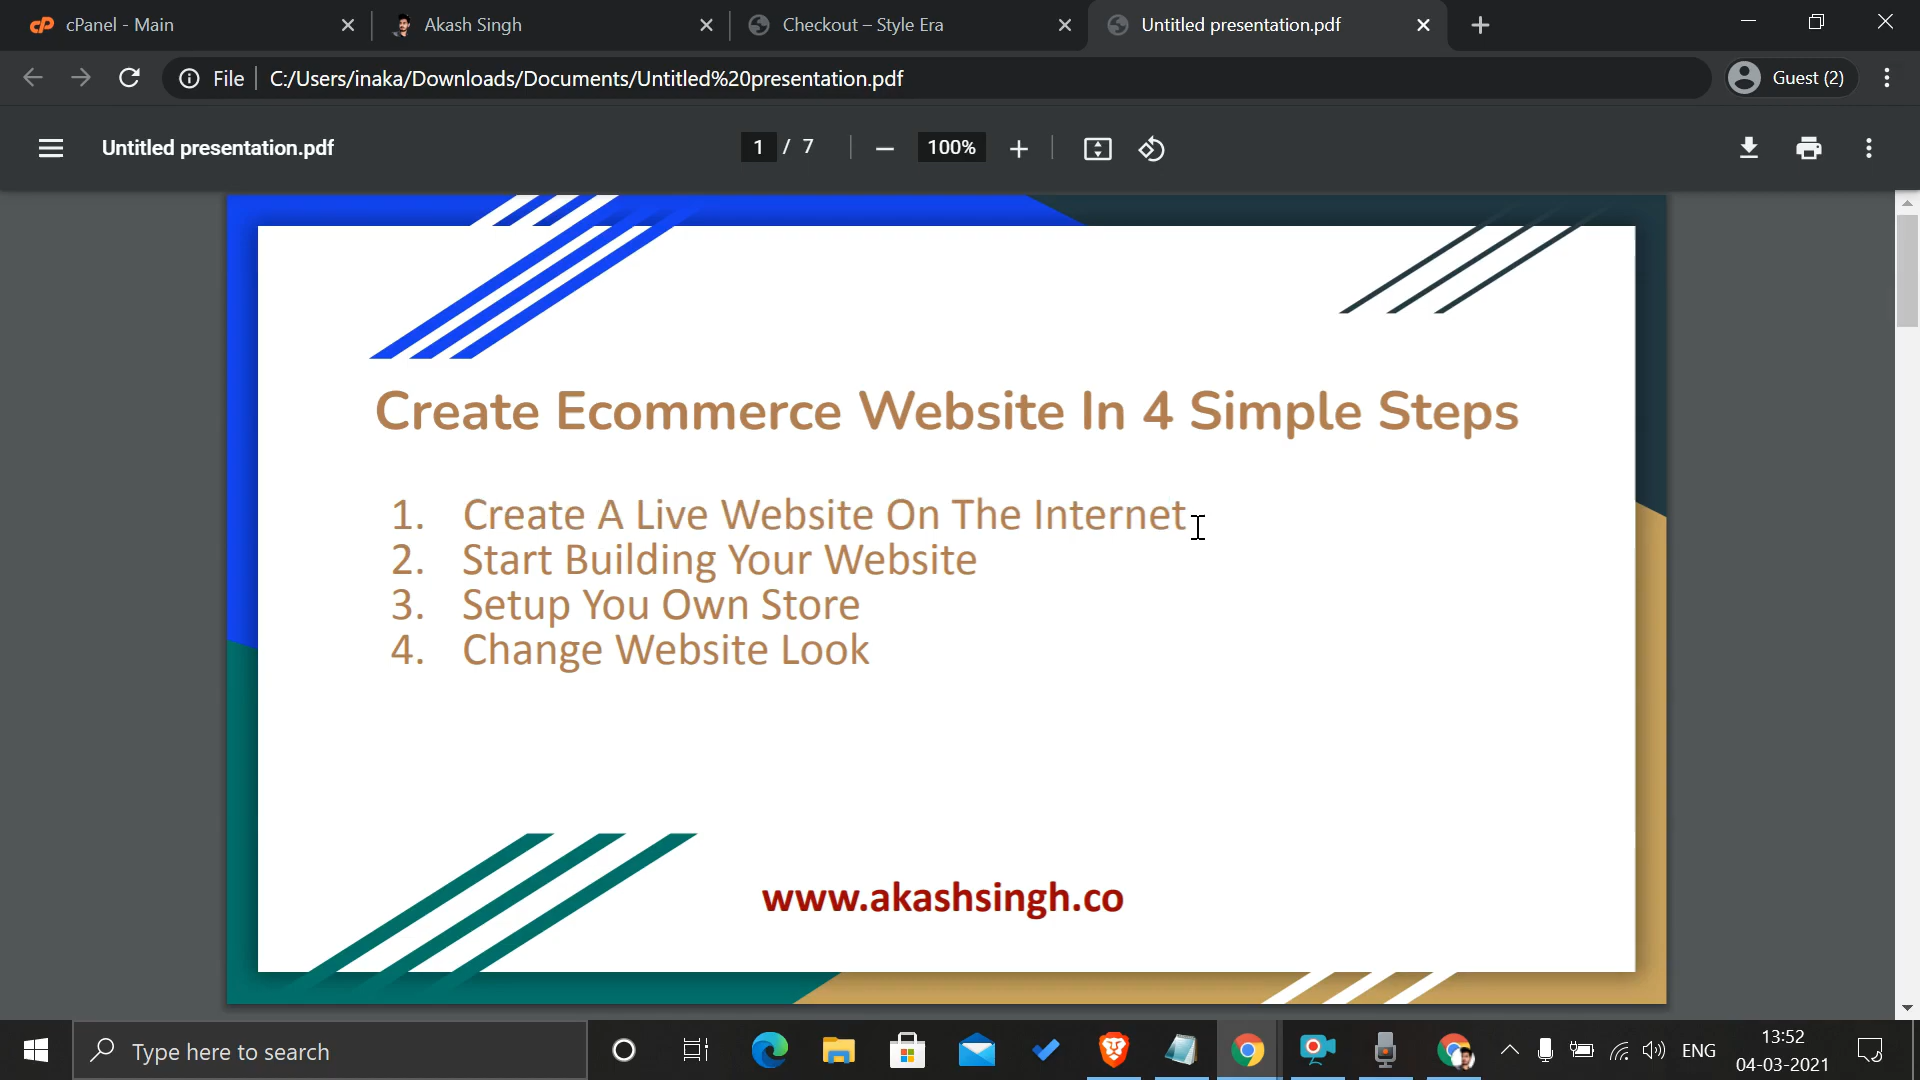 cPanel - Main
Akash Singh
Checkout – Style Era
Untitled presentation.pdf
File
C:/Users/inaka/Downloads/Documents/Untitled%20presentation.pdf
Guest (2)
Untitled presentation.pdf
1 / 7
100%
Create Ecommerce Website In 4 Simple Steps
1. Create A Live Website On The Internet
2. Start Building Your Website
3. Setup You Own Store
4. Change Website Look
www.akashsingh.co
Type here to search
ENG
13:52
04-03-2021